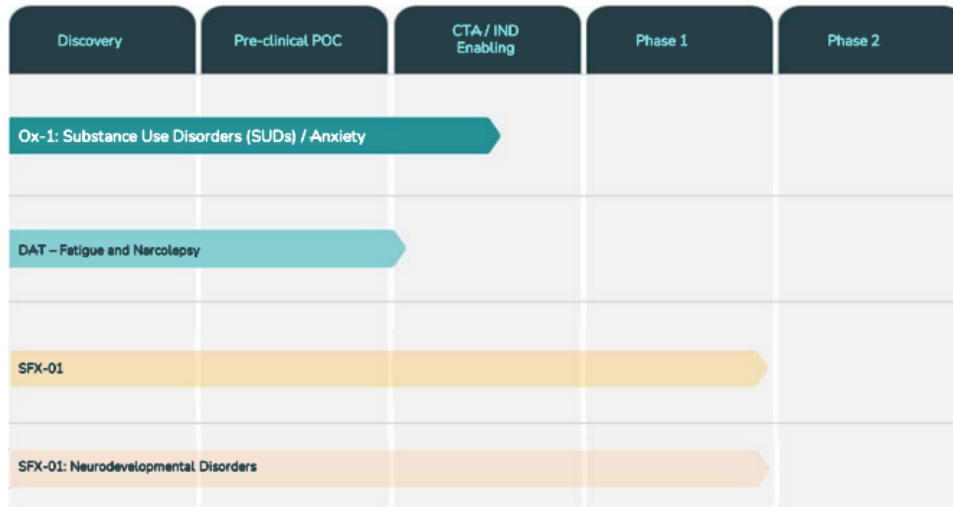 Discovery
Pre-clinical POC
CTA / IND
Enabling
Phase 1
Phase 2
Ox-1: Substance Use Disorders (SUDs) / Anxiety
DAT – Fatigue and Narcolepsy
SFX-01
SFX-01: Neurodevelopmental Disorders